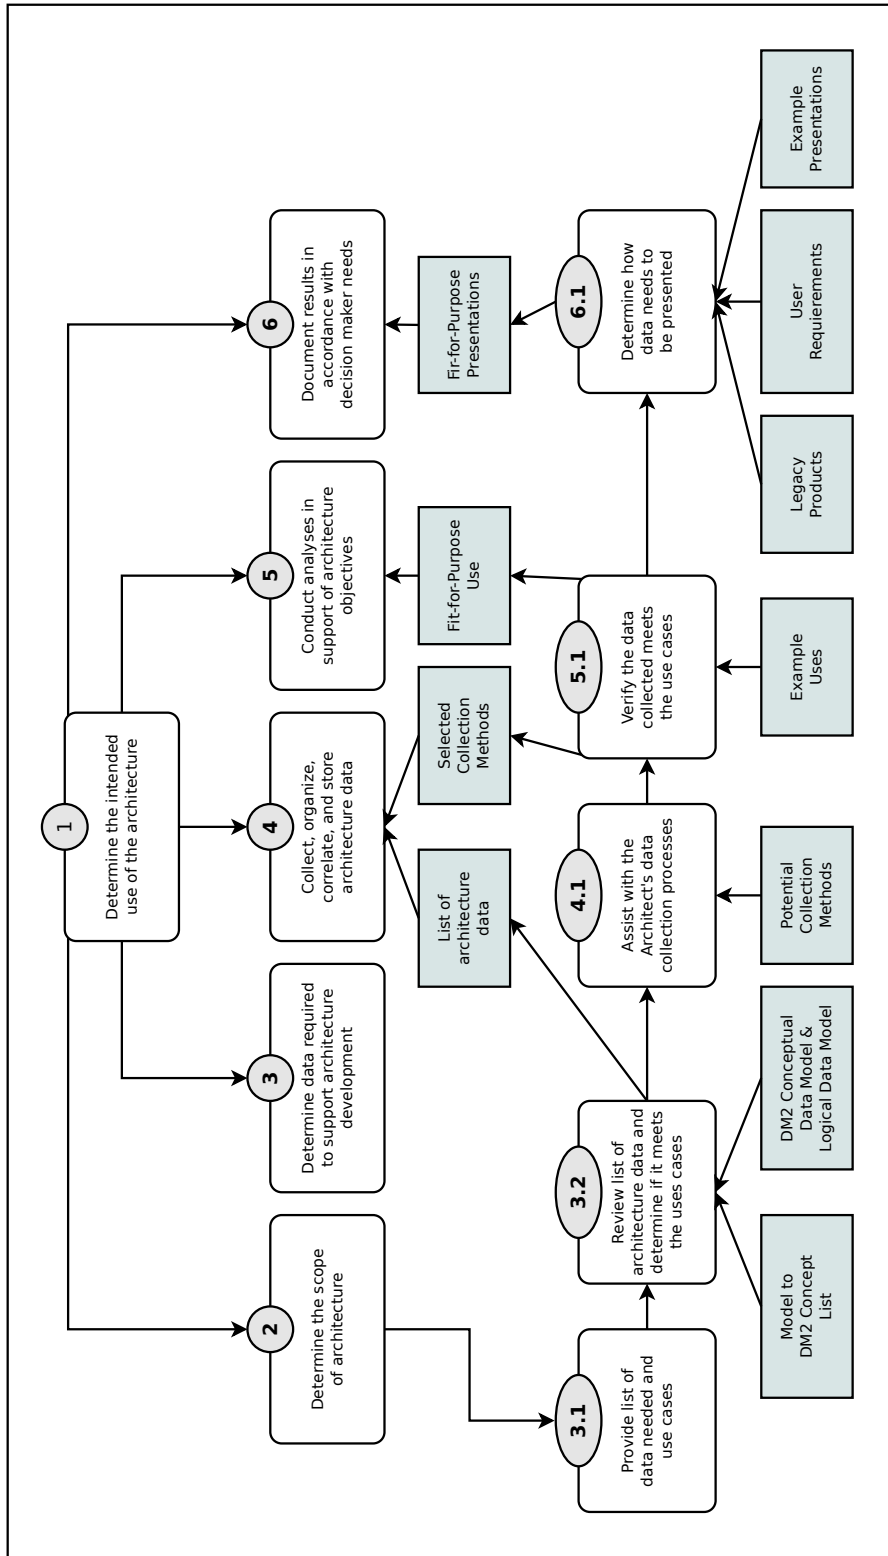 1
Determine the intended
use of the architecture
2
Determine the scope
of architecture
3
Determine data required
to support architecture
development
4
Collect, organize,
correlate, and store
architecture data
5
Conduct analyses in
support of architecture
objectives
6
Document results in
accordance with
decision maker needs
List of
architecture
data
Selected
Collection
Methods
Fit-for-Purpose
Use
Fir-for-Purpose
Presentations
3.1
Provide list of
data needed and
use cases
3.2
Review list of
architecture data and
determine if it meets
the uses cases
4.1
Assist with the
Architect's data
collection processes
5.1
Verify the data
collected meets
the use cases
6.1
Determine how
data needs to
be presented
Model to
DM2 Concept
List
DM2 Conceptual
Data Model &
Logical Data Model
Potential
Collection
Methods
Example
Uses
Legacy
Products
User
Requierements
Example
Presentations